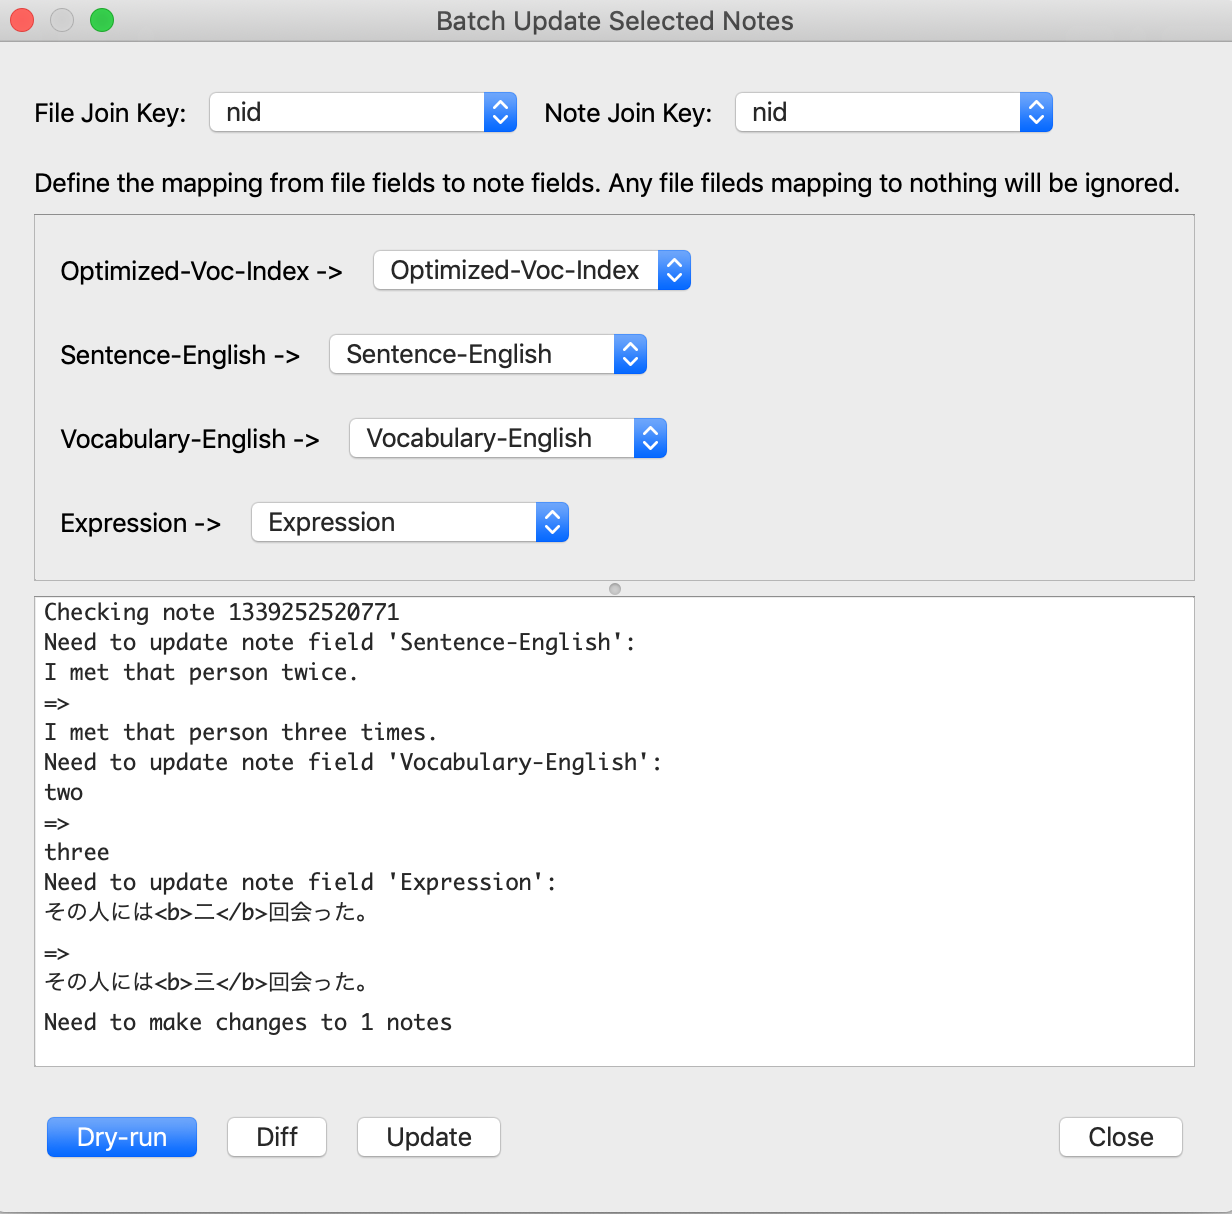 Batch Update Selected Notes
File Join Key: nid Note Join Key: nid
Define the mapping from file fields to note fields. Any file fileds mapping to nothing will be ignored.
Optimized-Voc-Index -> Optimized-Voc-Index
Sentence-English -> Sentence-English
Vocabulary-English -> Vocabulary-English
Expression -> Expression
Checking note 1339252520771
Need to update note field 'Sentence-English':
I met that person twice.
=>
I met that person three times.
Need to update note field 'Vocabulary-English':
two
=>
three
Need to update note field 'Expression':
その人には<b>二</b>回会った。
=>
その人には<b>三</b>回会った。
Need to make changes to 1 notes
Dry-run Diff Update Close